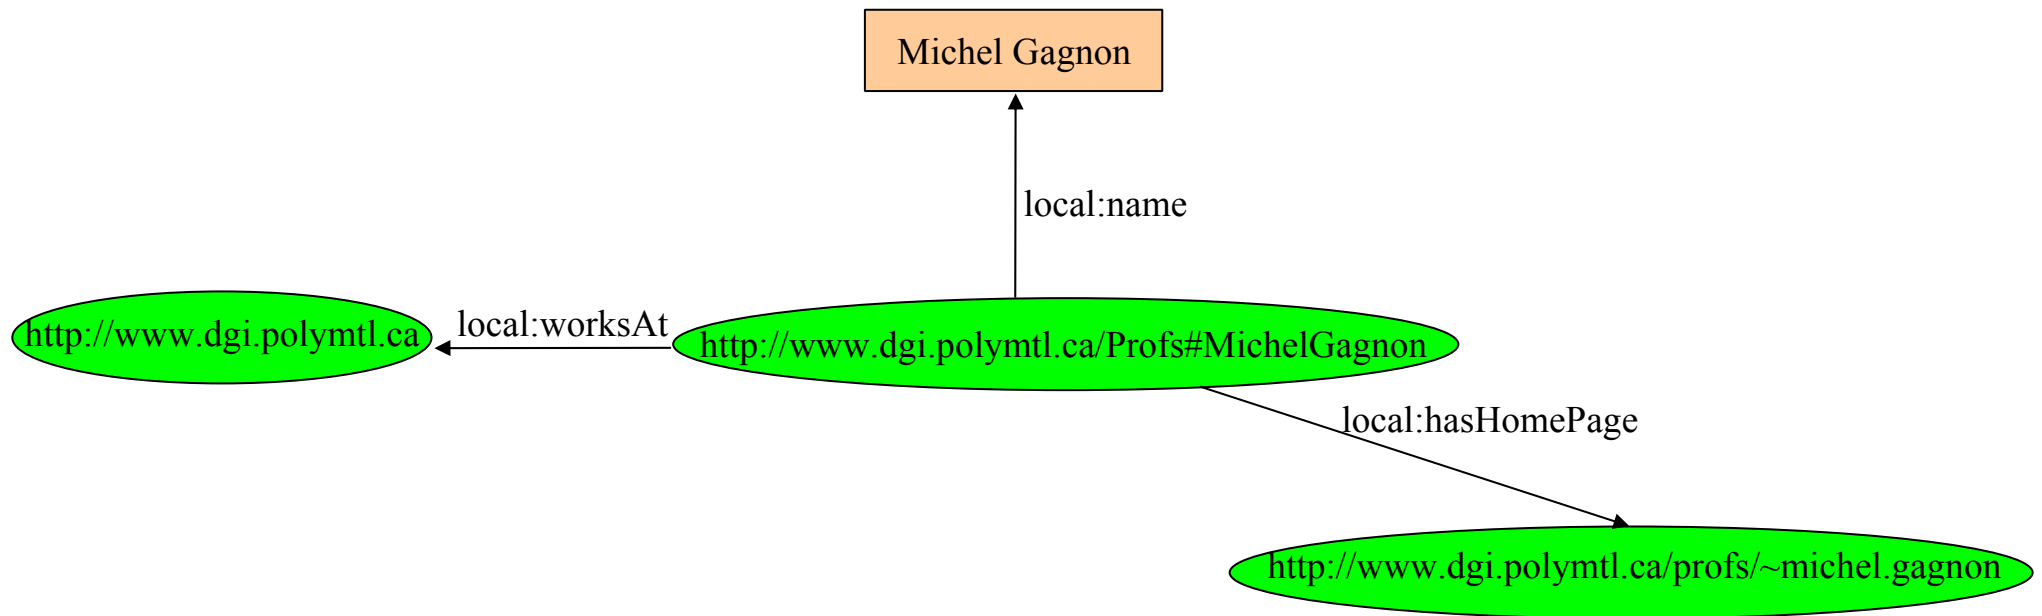 Michel Gagnon
local:name
http://www.dgi.polymtl.ca
local:worksAt
http://www.dgi.polymtl.ca/Profs#MichelGagnon
local:hasHomePage
http://www.dgi.polymtl.ca/profs/~michel.gagnon